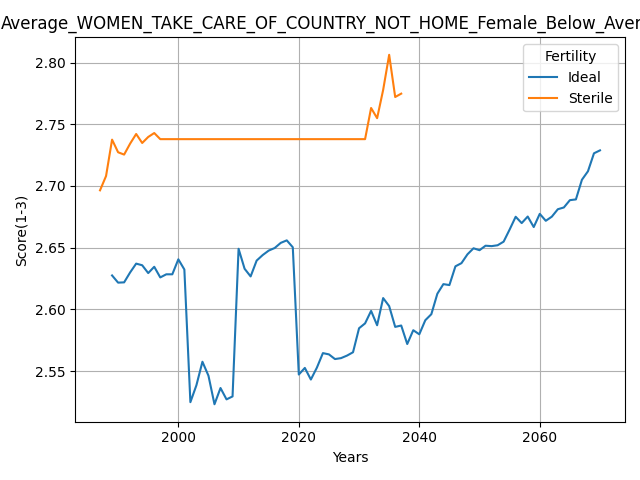 Average_WOMEN_TAKE_CARE_OF_COUNTRY_NOT_HOME_Female_Below_Aver
2.80
2.75
2.70
2.65
2.60
2.55
Score(1-3)
Fertility
Ideal
Sterile
2000
2020
2040
2060
Years